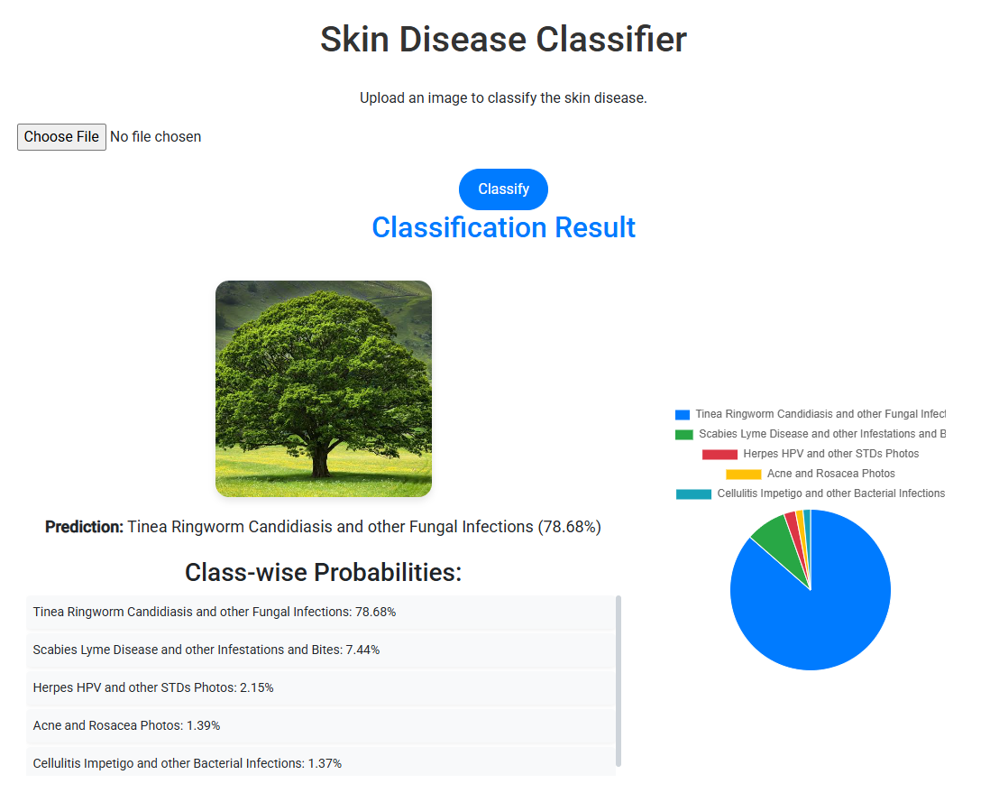 Skin Disease Classifier
Upload an image to classify the skin disease.
Choose File No file chosen
Classify
Classification Result
Prediction: Tinea Ringworm Candidiasis and other Fungal Infections (78.68%)
Class-wise Probabilities:
Tinea Ringworm Candidiasis and other Fungal Infections: 78.68%
Scabies Lyme Disease and other Infestations and Bites: 7.44%
Herpes HPV and other STDs Photos: 2.15%
Acne and Rosacea Photos: 1.39%
Cellulitis Impetigo and other Bacterial Infections: 1.37%
Tinea Ringworm Candidiasis and other Fungal Infect
Scabies Lyme Disease and other Infestations and B
Herpes HPV and other STDs Photos
Acne and Rosacea Photos
Cellulitis Impetigo and other Bacterial Infections